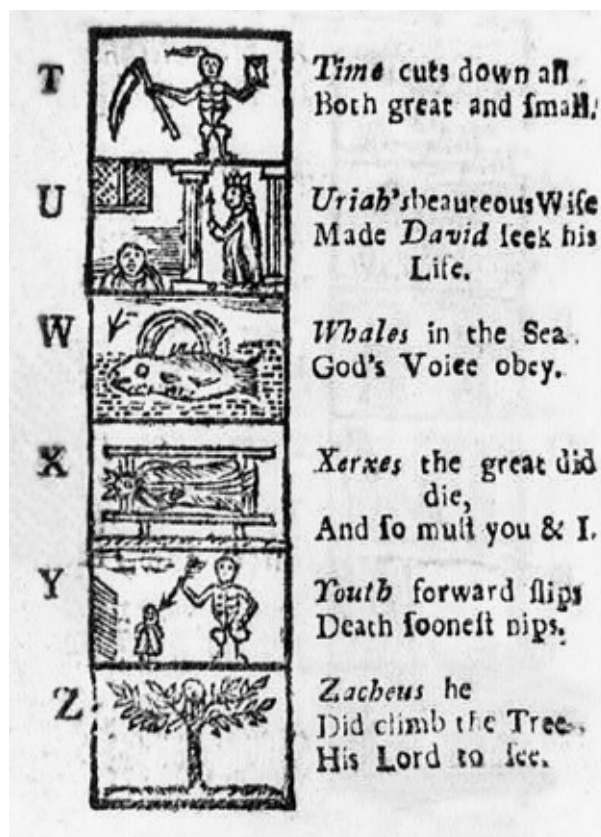 T
Time cuts down all
Both great and ſmall.
U
Uriah'sbeauteousWife
Made David ſeek his
Life.
W
Whales in the Sea
God's Voice obey.
X
Xerxes the great did
die,
And ſo muſt you & I.
Y
Youth forward ſlips
Death ſooneſt nips.
Z
Zacheus he
Did climb the Tree
His Lord to ſee.